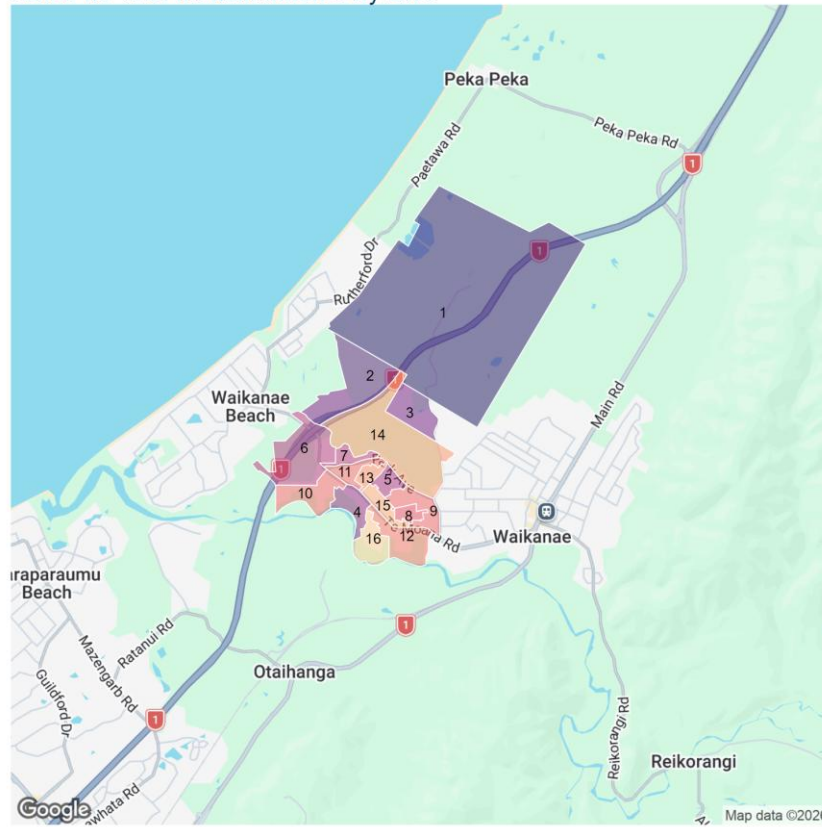 Peka Peka
Peka Peka Rd
Paetawa Rd
1
Rutherford Dr
1
1
2
Waikanae
Beach
3
Main Rd
14
6
7
11
13
5
1
10
4
15
8
9
Te Moana Rd
Waikanae
16
12
Beach
1
Ratanui Rd
Otaihanga
Mazengarb Rd
Guildford Dr
1
Reikorangi Rd
Reikorangi
Google
Map data ©2026